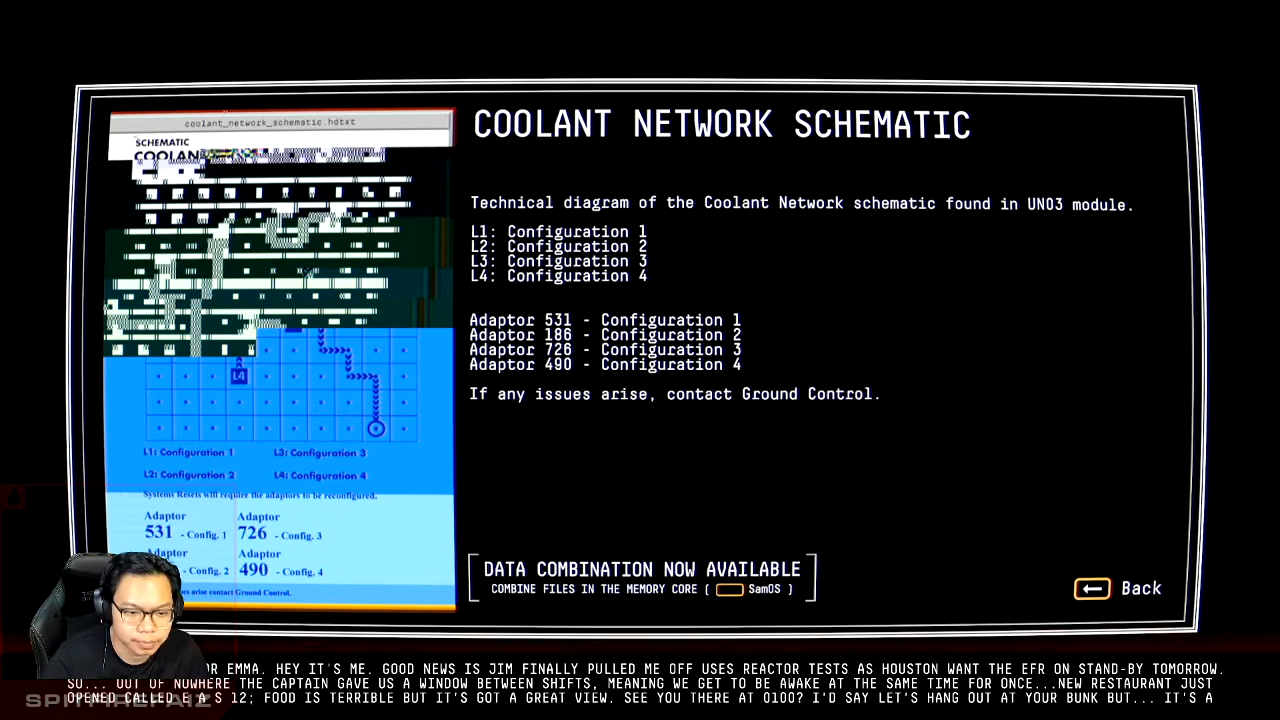 coolant_network_schematic.hdtxt
SCHEMATIC
COOLAN
L4
L1: Configuration 1 L3: Configuration 3
L2: Configuration 2 L4: Configuration 4
Systems Resets will require the adaptors to be reconfigured.
Adaptor Adaptor
531 - Config. 1 726 - Config. 3
Adaptor Adaptor
- Config. 2 490 - Config. 4
arise contact Ground Control.
COOLANT NETWORK SCHEMATIC
Technical diagram of the Coolant Network schematic found in UNO3 module.
L1: Configuration 1
L2: Configuration 2
L3: Configuration 3
L4: Configuration 4
Adaptor 531 - Configuration 1
Adaptor 186 - Configuration 2
Adaptor 726 - Configuration 3
Adaptor 490 - Configuration 4
If any issues arise, contact Ground Control.
DATA COMBINATION NOW AVAILABLE
COMBINE FILES IN THE MEMORY CORE ( SamOS )
Back
EMMA. HEY IT'S ME. GOOD NEWS IS JIM FINALLY PULLED ME OFF USES REACTOR TESTS AS HOUSTON WANT THE EFR ON STAND-BY TOMORROW.
SO... OUT OF NOWHERE THE CAPTAIN GAVE US A WINDOW BETWEEN SHIFTS, MEANING WE GET TO BE AWAKE AT THE SAME TIME FOR ONCE...NEW RESTAURANT JUST
OPENED CALLED 12; FOOD IS TERRIBLE BUT IT'S GOT A GREAT VIEW. SEE YOU THERE AT 0100? I'D SAY LET'S HANG OUT AT YOUR BUNK BUT... IT'S A